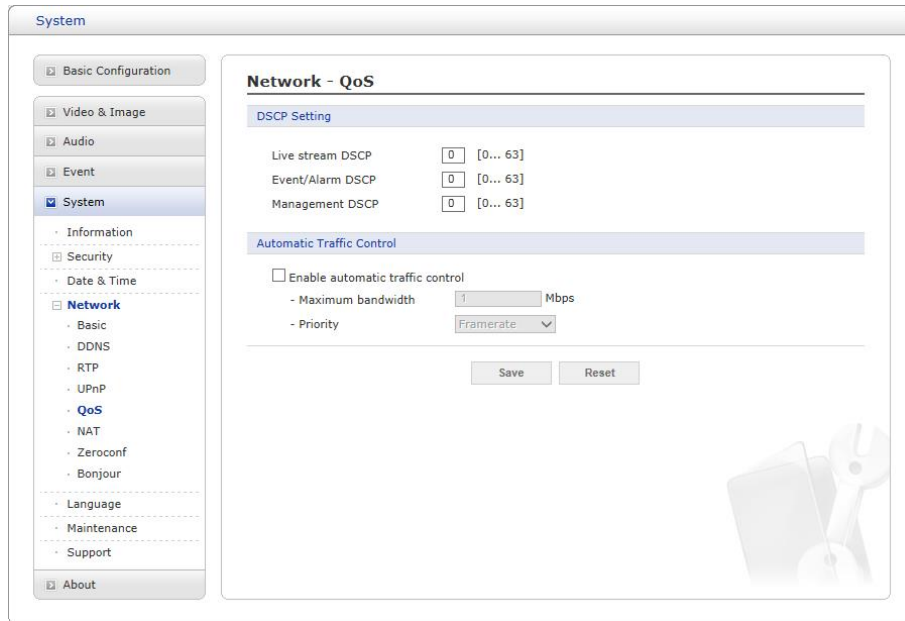 System
Basic Configuration
Video & Image
Audio
Event
System
Information
Security
Date & Time
Network
Basic
DDNS
RTP
UPnP
QoS
NAT
Zeroconf
Bonjour
Language
Maintenance
Support
About
Network - QoS
DSCP Setting
Live stream DSCP 0 [0... 63]
Event/Alarm DSCP 0 [0... 63]
Management DSCP 0 [0... 63]
Automatic Traffic Control
Enable automatic traffic control
- Maximum bandwidth 1 Mbps
- Priority Framerate
Save Reset